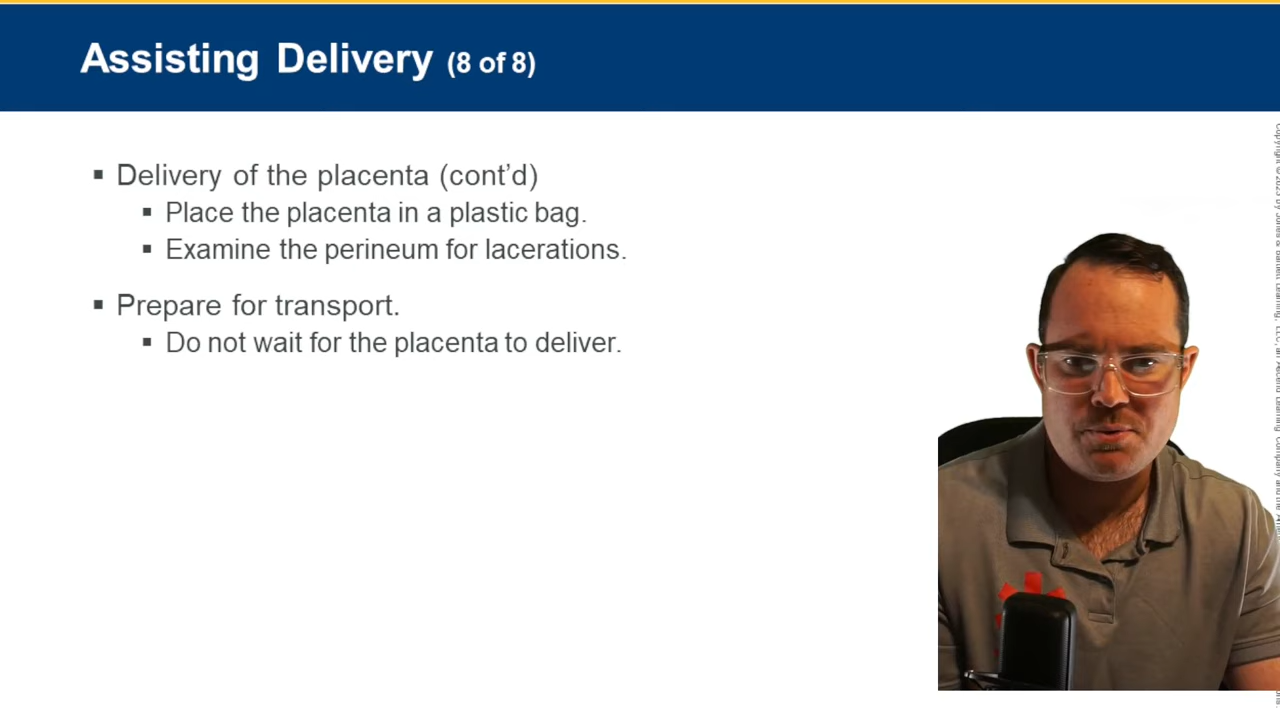 Assisting Delivery (8 of 8)
▪ Delivery of the placenta (cont’d)
▪ Place the placenta in a plastic bag.
▪ Examine the perineum for lacerations.
▪ Prepare for transport.
▪ Do not wait for the placenta to deliver.